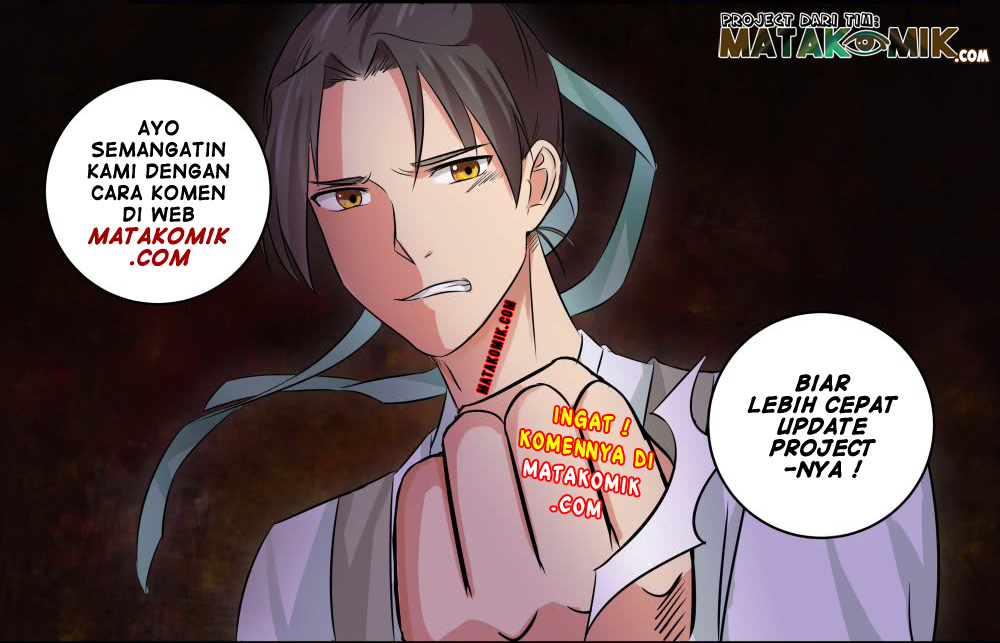 PROJECT DARI TIM:
MATAKOMIK.COM
AYO
SEMANGATIN
KAMI DENGAN
CARA KOMEN
DI WEB
MATAKOMIK
.COM
MATAKOMIK.COM
INGAT !
KOMENNYA DI
MATAKOMIK
.COM
BIAR
LEBIH CEPAT
UPDATE
PROJECT
-NYA !